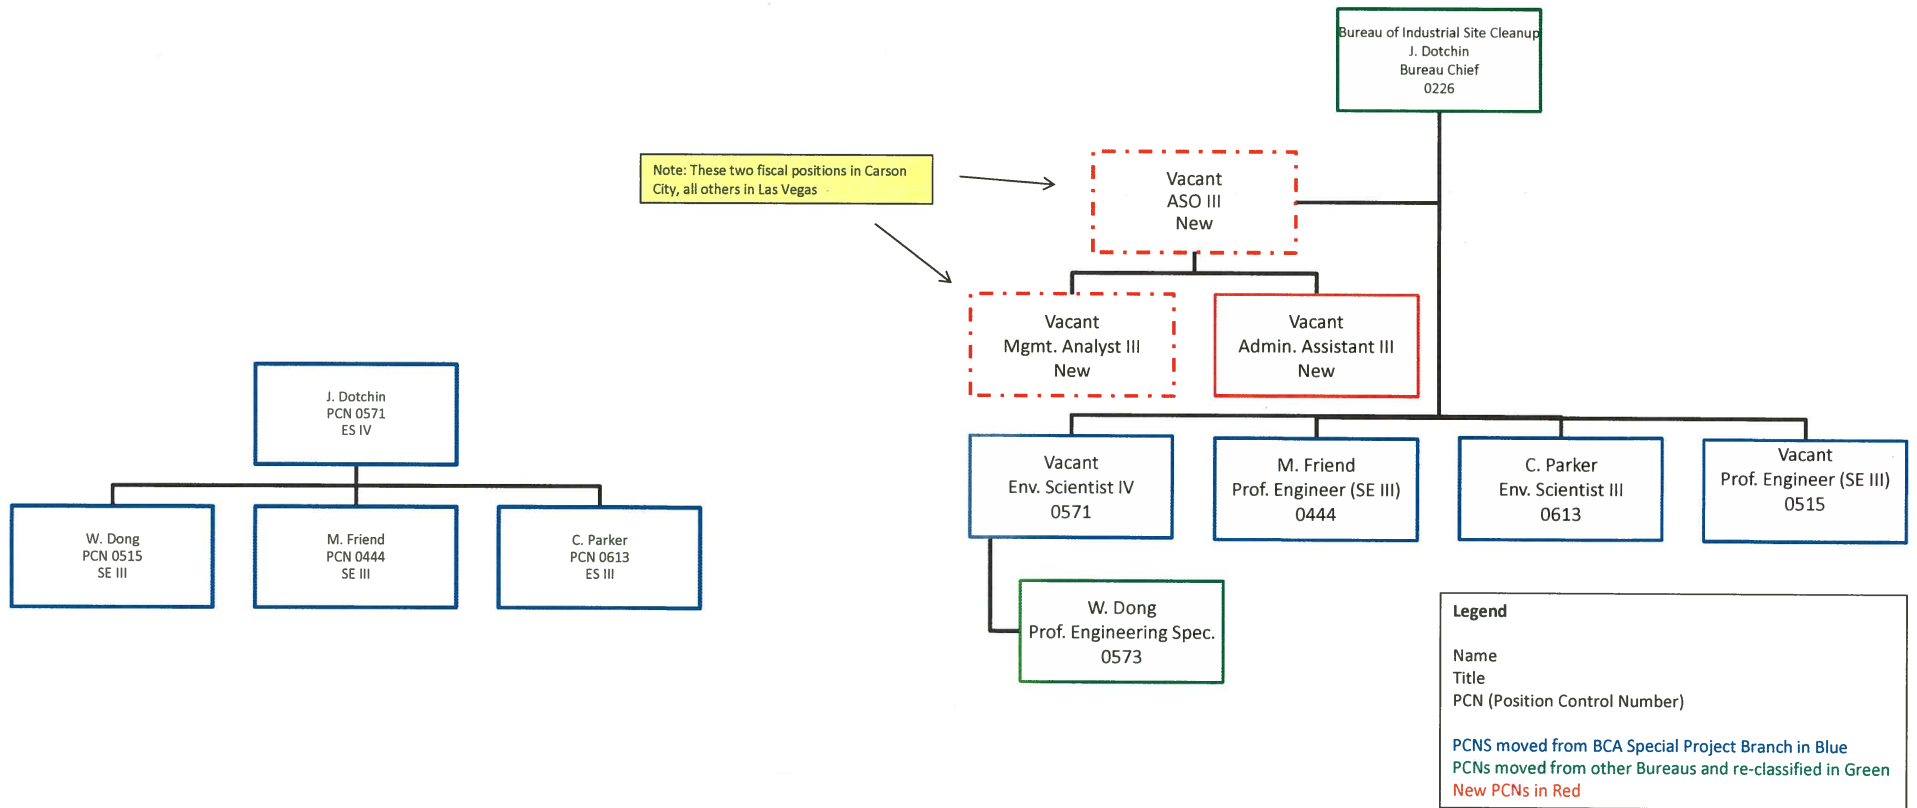 Bureau of Industrial Site Cleanup
J. Dotchin
Bureau Chief
0226
Note: These two fiscal positions in Carson
City, all others in Las Vegas
Vacant
ASO III
New
Vacant
Mgmt. Analyst III
New
Vacant
Admin. Assistant III
New
J. Dotchin
PCN 0571
ES IV
W. Dong
PCN 0515
SE III
M. Friend
PCN 0444
SE III
C. Parker
PCN 0613
ES III
Vacant
Env. Scientist IV
0571
M. Friend
Prof. Engineer (SE III)
0444
C. Parker
Env. Scientist III
0613
Vacant
Prof. Engineer (SE III)
0515
W. Dong
Prof. Engineering Spec.
0573
Legend
Name
Title
PCN (Position Control Number)
PCNS moved from BCA Special Project Branch in Blue
PCNs moved from other Bureaus and re-classified in Green
New PCNs in Red